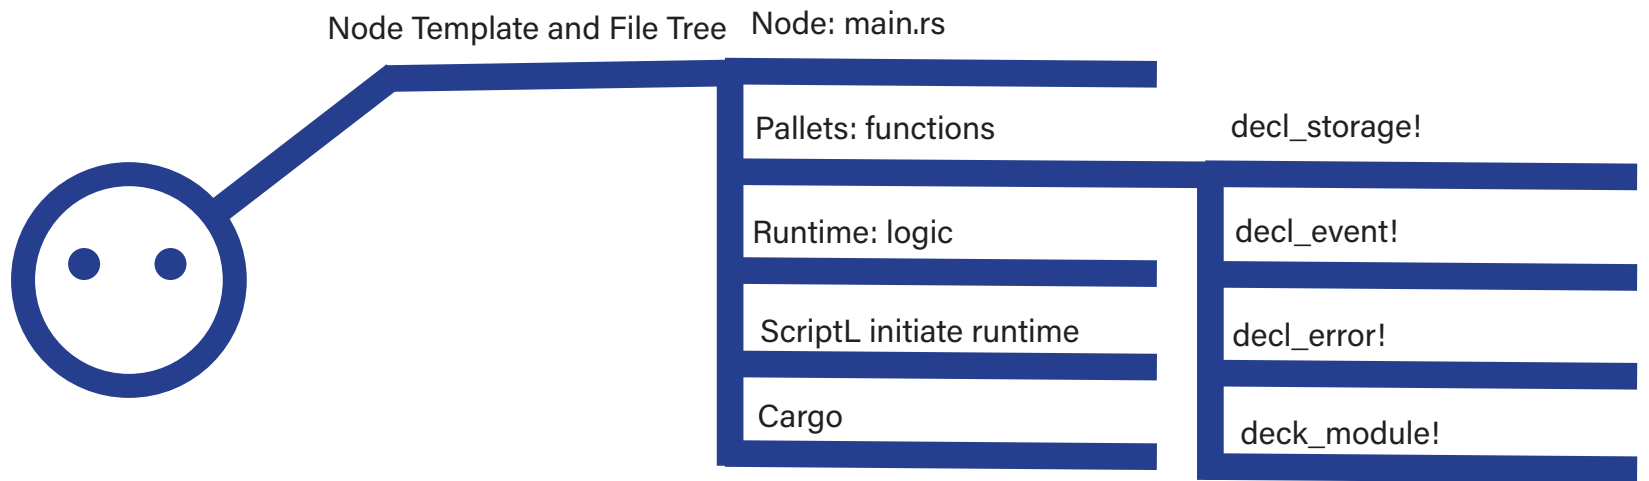 Node Template and File Tree
Node: main.rs
Pallets: functions
Runtime: logic
ScriptL initiate runtime
Cargo
decl_storage!
decl_event!
decl_error!
deck_module!